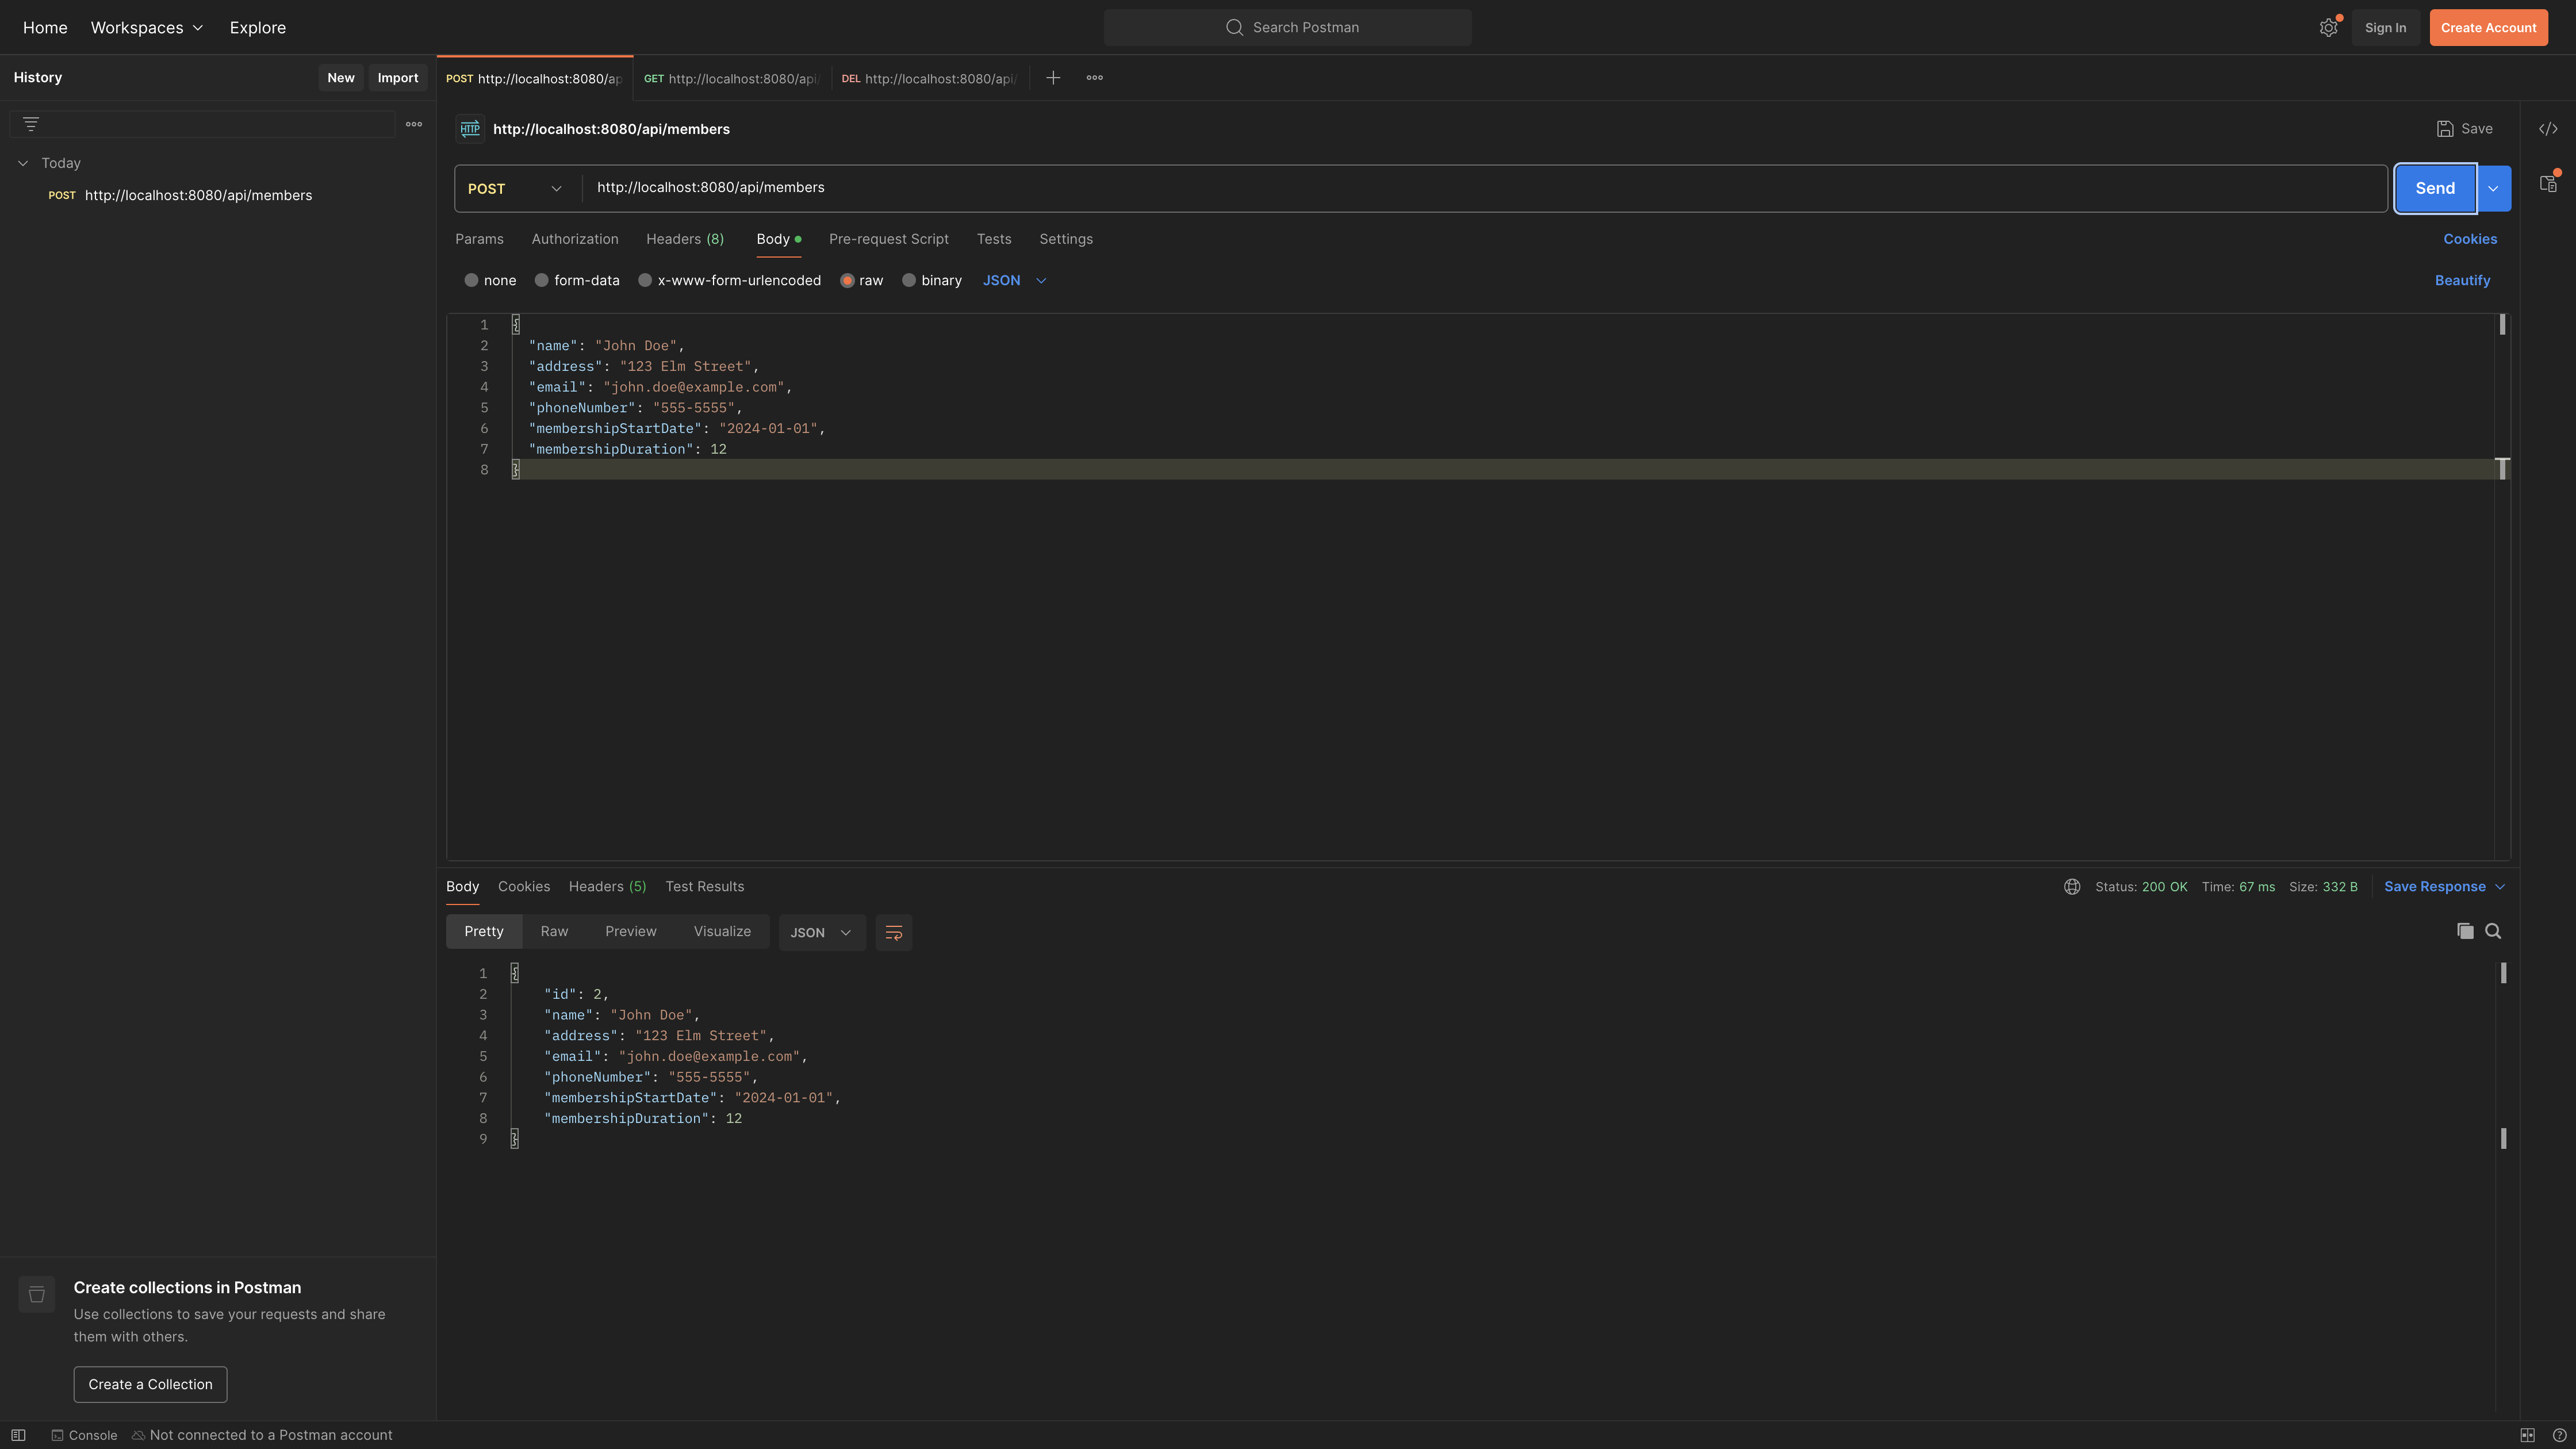 Home Workspaces Explore
Search Postman
Sign In Create Account
History New Import
POST http://localhost:8080/ap GET http://localhost:8080/api/ DEL http://localhost:8080/api/
http://localhost:8080/api/members
Save
Today
POST http://localhost:8080/api/members
POST http://localhost:8080/api/members Send
Params Authorization Headers (8) Body Pre-request Script Tests Settings Cookies
none form-data x-www-form-urlencoded raw binary JSON Beautify
1 {
2 "name": "John Doe",
3 "address": "123 Elm Street",
4 "email": "john.doe@example.com",
5 "phoneNumber": "555-5555",
6 "membershipStartDate": "2024-01-01",
7 "membershipDuration": 12
8 }
Body Cookies Headers (5) Test Results Status: 200 OK Time: 67 ms Size: 332 B Save Response
Pretty Raw Preview Visualize JSON
1 {
2 "id": 2,
3 "name": "John Doe",
4 "address": "123 Elm Street",
5 "email": "john.doe@example.com",
6 "phoneNumber": "555-5555",
7 "membershipStartDate": "2024-01-01",
8 "membershipDuration": 12
9 }
Create collections in Postman
Use collections to save your requests and share
them with others.
Create a Collection
Console Not connected to a Postman account